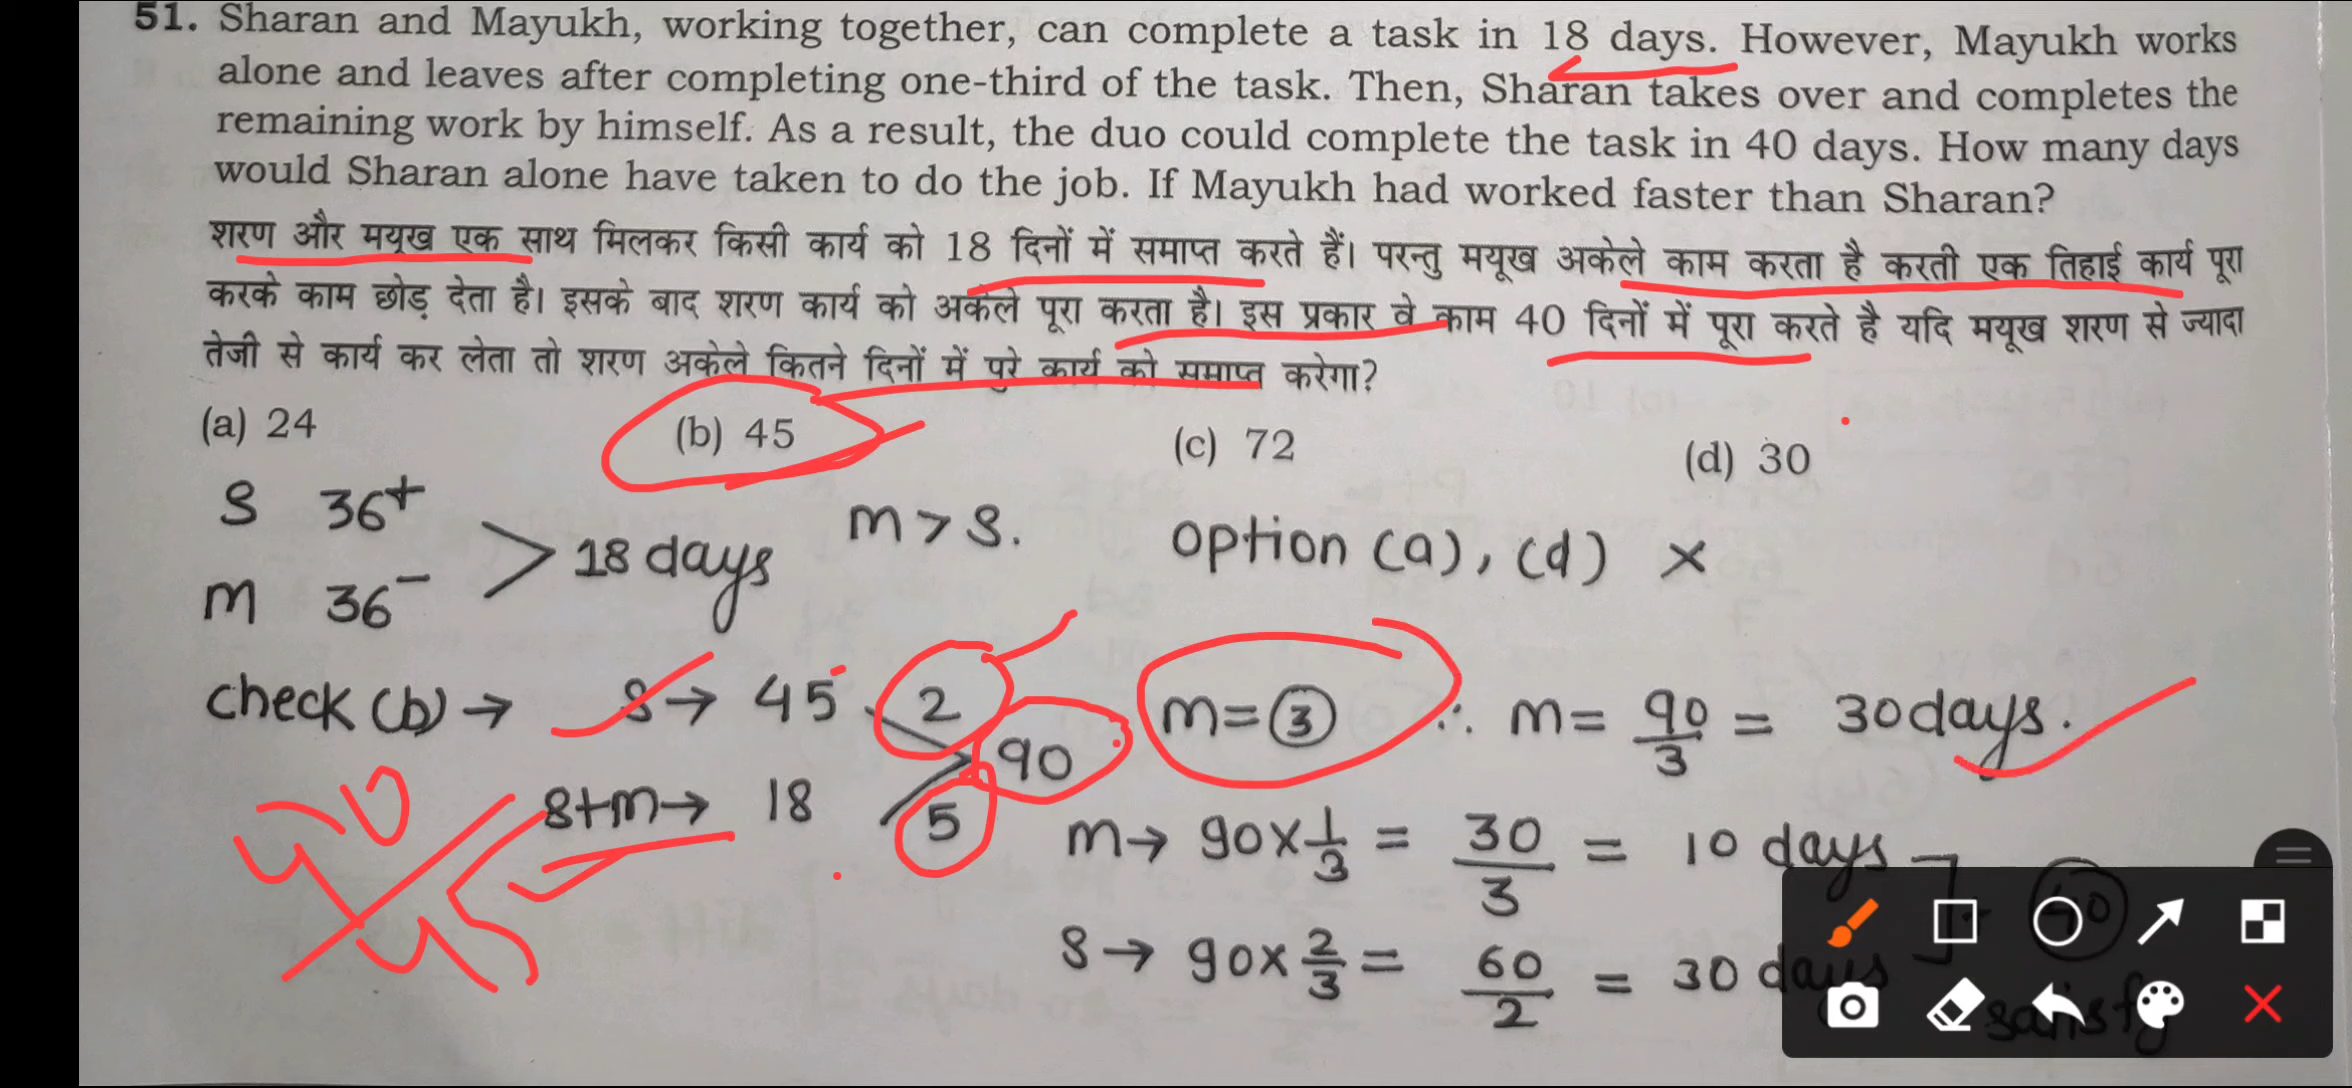 51. Sharan and Mayukh, working together, can complete a task in 18 days. However, Mayukh works
alone and leaves after completing one-third of the task. Then, Sharan takes over and completes the
remaining work by himself. As a result, the duo could complete the task in 40 days. How many days
would Sharan alone have taken to do the job. If Mayukh had worked faster than Sharan?
शरण और मयूख एक साथ मिलकर किसी कार्य को 18 दिनों में समाप्त करते हैं। परन्तु मयूख अकेले काम करता है करती एक तिहाई कार्य पूरा
करके काम छोड़ देता है। इसके बाद शरण कार्य को अकेले पूरा करता है। इस प्रकार वे काम 40 दिनों में पूरा करते है यदि मयूख शरण से ज्यादा
तेजी से कार्य कर लेता तो शरण अकेले कितने दिनों में पुरे कार्य को समाप्त करेगा?
(a) 24 (b) 45 (c) 72 (d) 30
S 36+
M 36- > 18 days M > S. option (a), (d) ×
check (b) → S → 45 2 M = 3 ∴ M = 90/3 = 30 days.
90
S+M → 18 5 M → 90 × 1/3 = 30/3 = 10 days
40
S → 90 × 2/3 = 60/2 = 30 days
satisfy
40
45